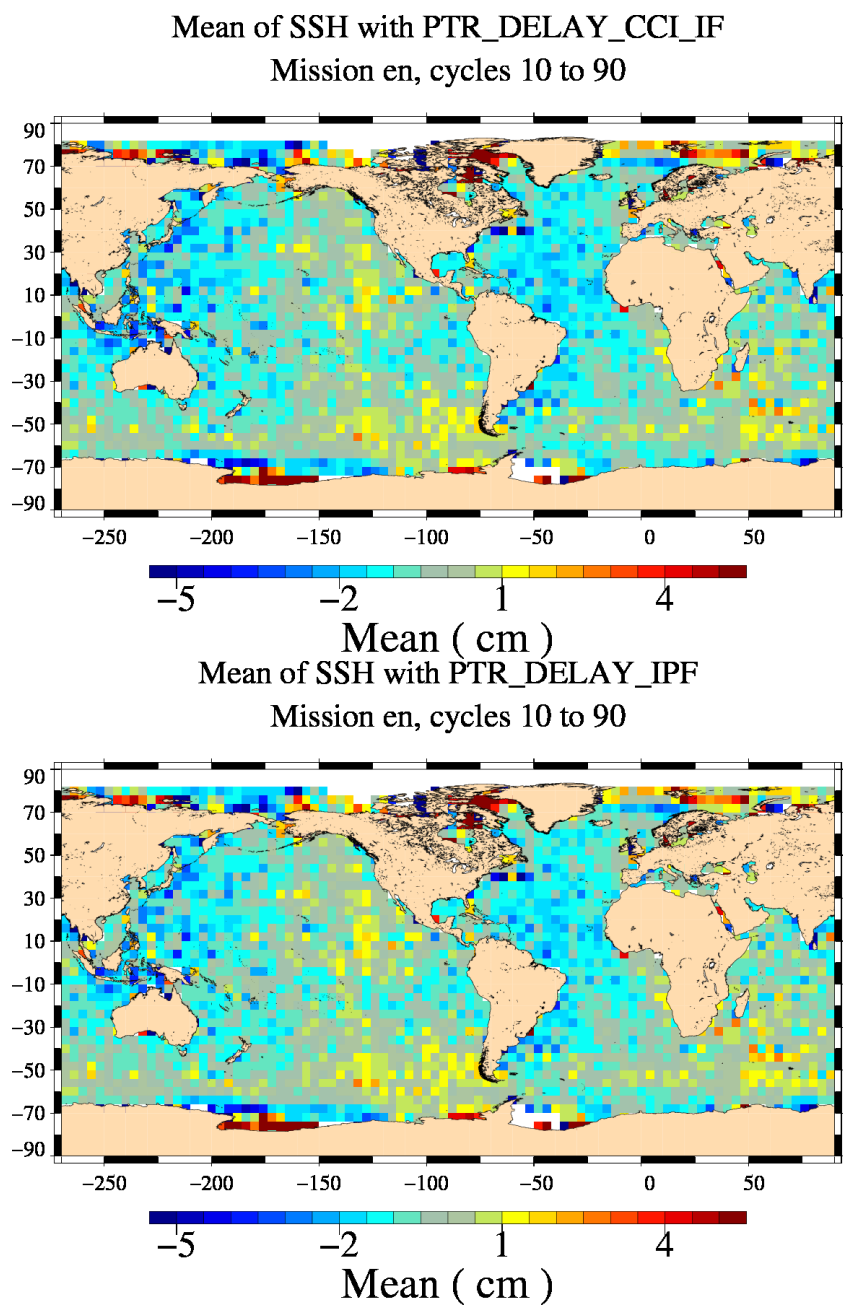 Mean of SSH with PTR_DELAY_CCI_IF
Mission en, cycles 10 to 90
90
70
50
30
10
−10
−30
−50
−70
−90
−250 −200 −150 −100 −50 0 50
−5 −2 1 4
Mean ( cm )
Mean of SSH with PTR_DELAY_IPF
Mission en, cycles 10 to 90
90
70
50
30
10
−10
−30
−50
−70
−90
−250 −200 −150 −100 −50 0 50
−5 −2 1 4
Mean ( cm )